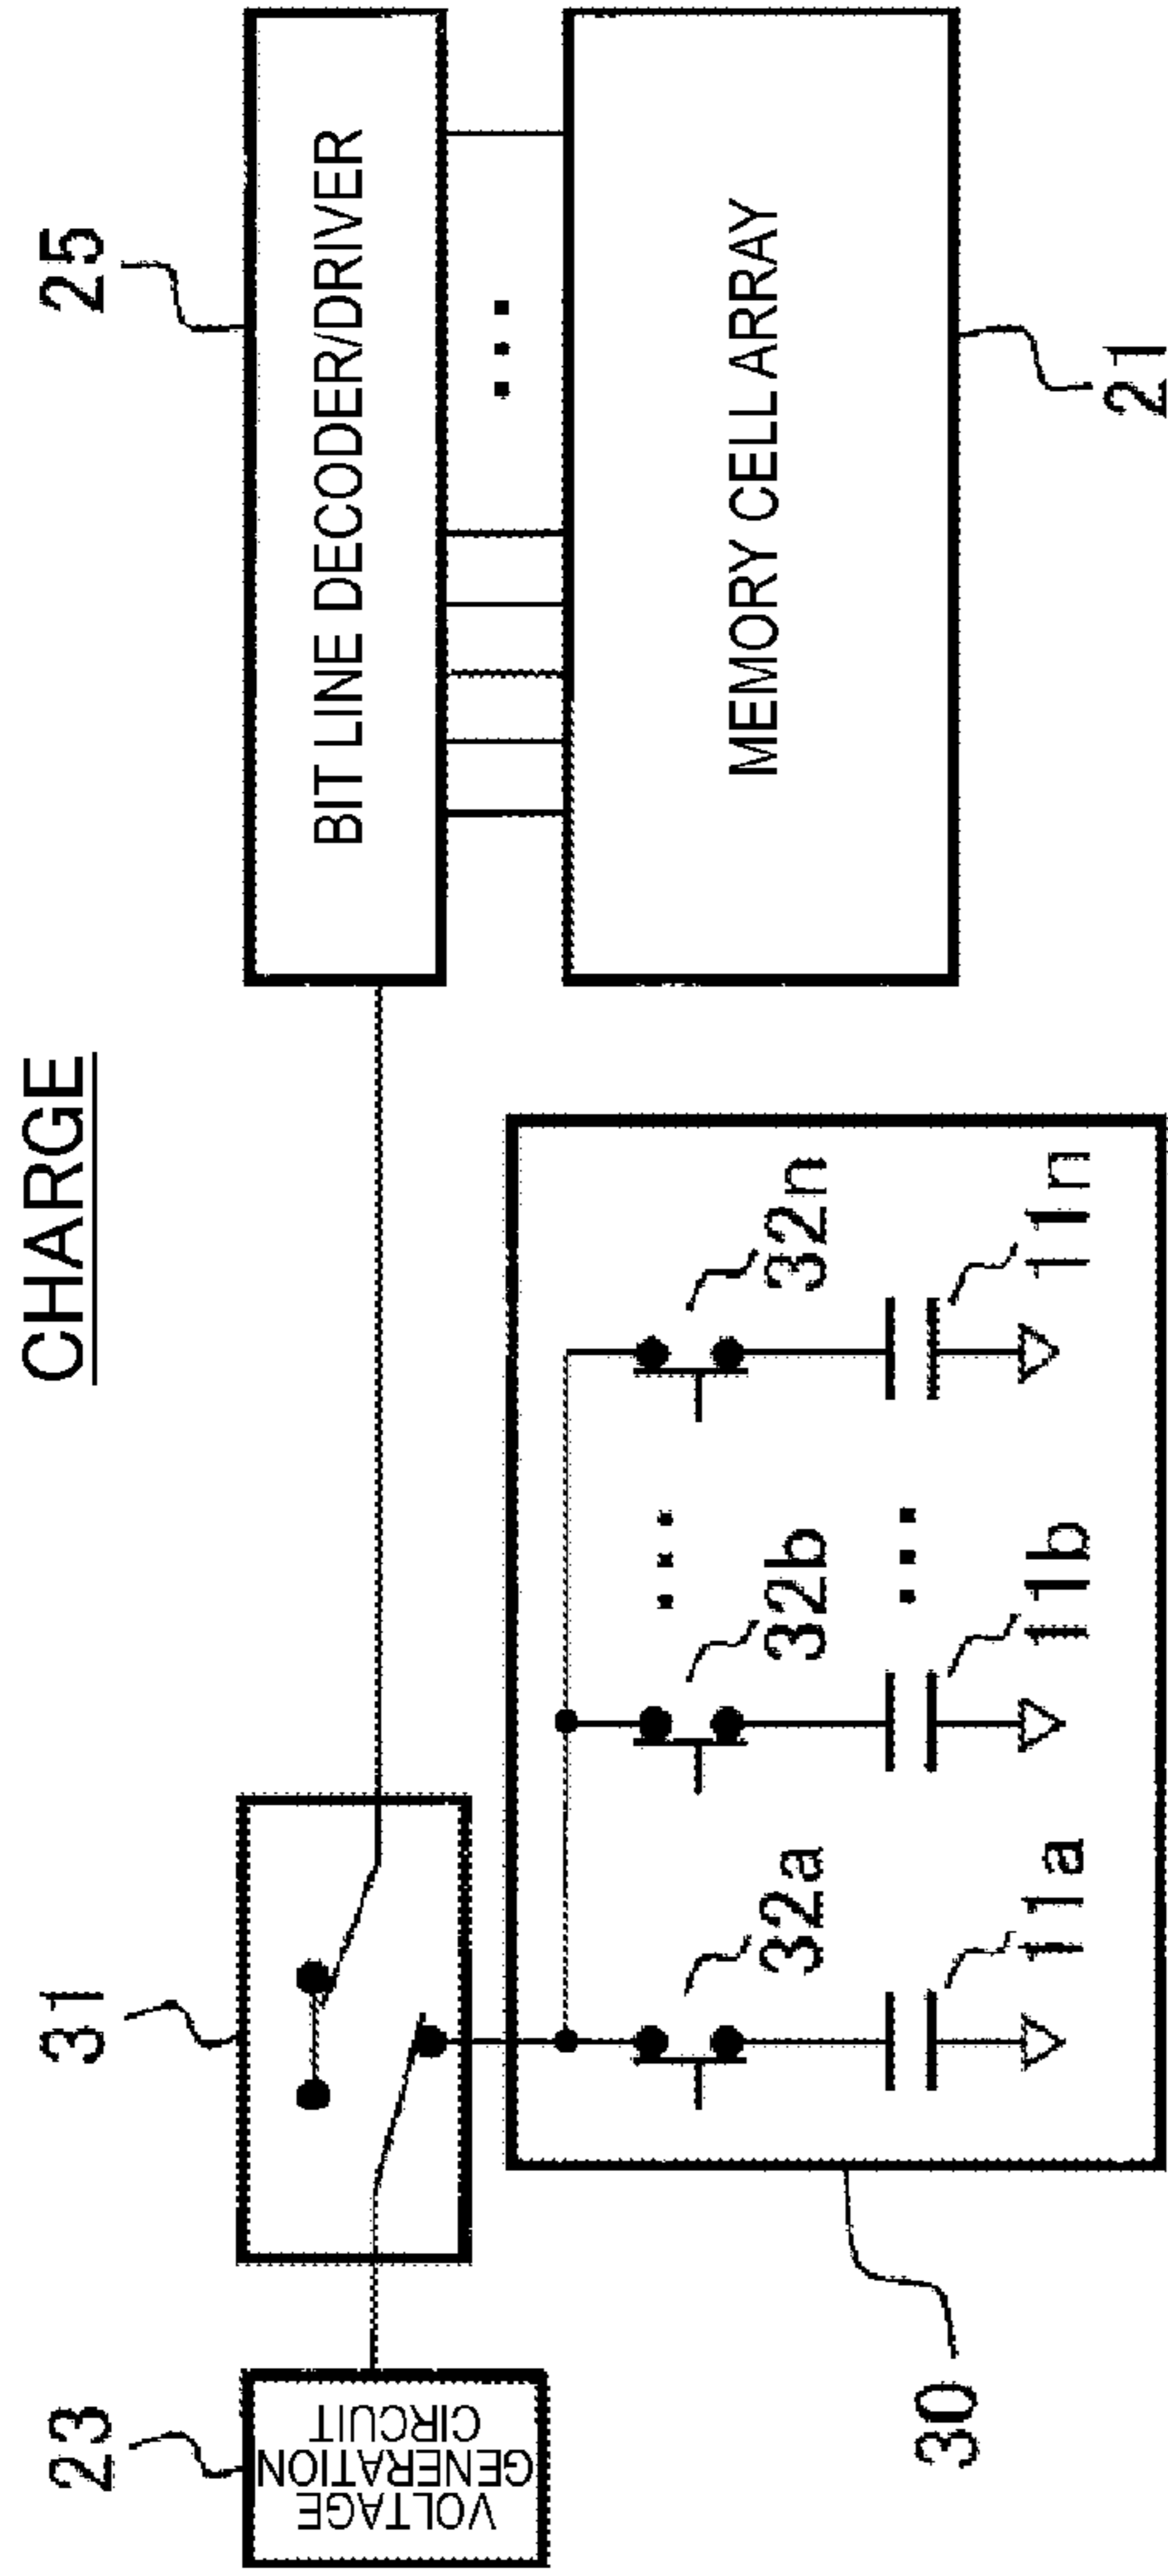 CHARGE
23
31
25
VOLTAGE
GENERATION
CIRCUIT
BIT LINE DECODER/DRIVER
...
32a
32b
...
32n
MEMORY CELL ARRAY
11a
11b
...
11n
30
21